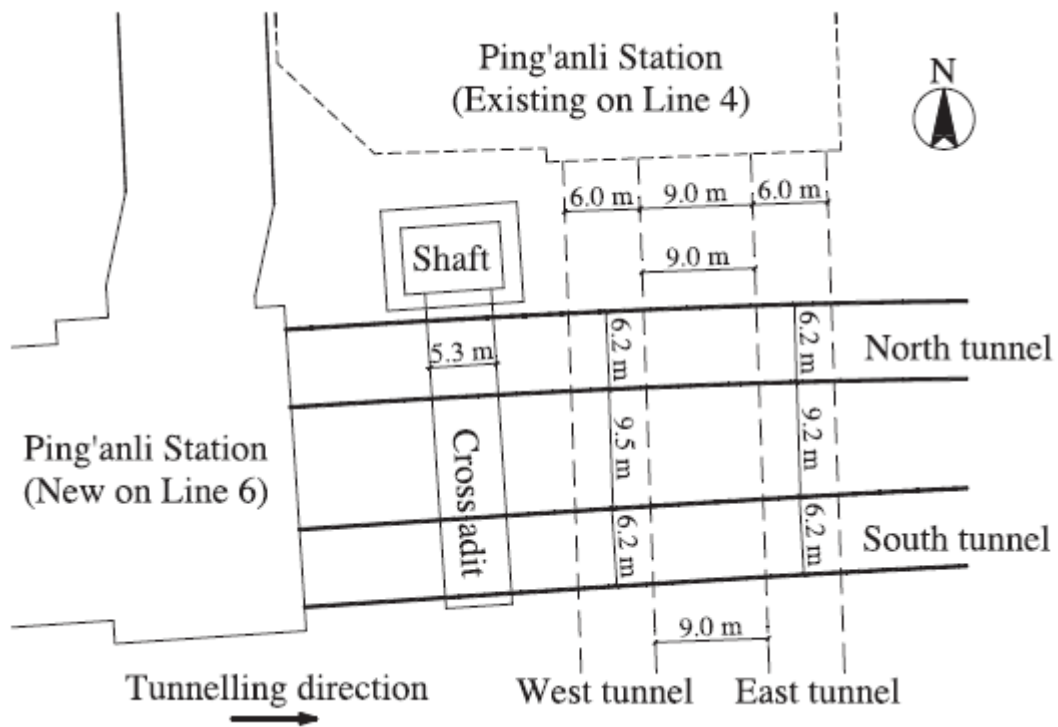 Ping'anli Station
(Existing on Line 4)
N
6.0 m
9.0 m
6.0 m
Shaft
9.0 m
5.3 m
6.2 m
6.2 m
North tunnel
Ping'anli Station
(New on Line 6)
Cross adit
9.5 m
9.2 m
6.2 m
6.2 m
South tunnel
9.0 m
Tunnelling direction
West tunnel
East tunnel